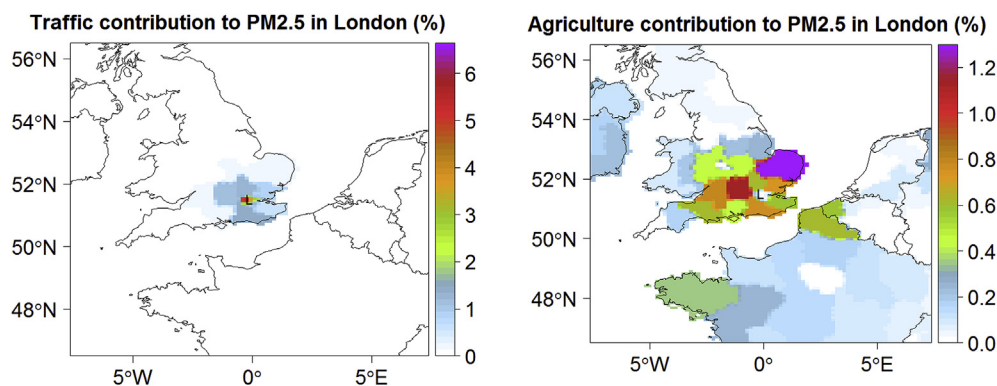 Traffic contribution to PM2.5 in London (%)
56°N
54°N
52°N
50°N
48°N
5°W
0°
5°E
6
5
4
3
2
1
0
Agriculture contribution to PM2.5 in London (%)
56°N
54°N
52°N
50°N
48°N
5°W
0°
5°E
1.2
1.0
0.8
0.6
0.4
0.2
0.0
L